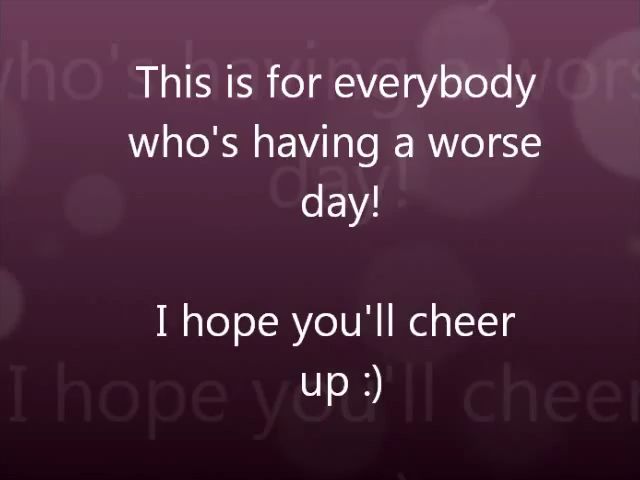 This is for everybody
who's having a worse
day!
I hope you'll cheer
up :)